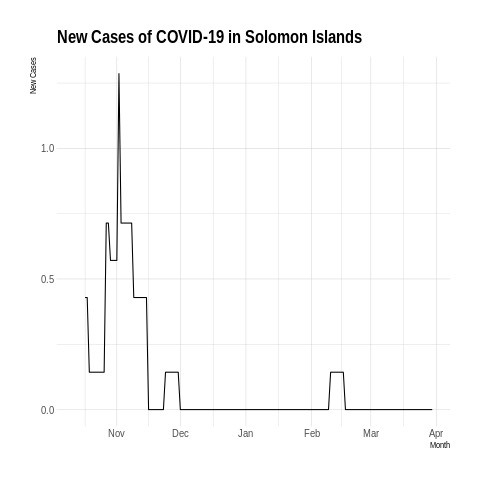 New Cases of COVID-19 in Solomon Islands
New Cases
1.0
0.5
0.0
Nov Dec Jan Feb Mar Apr
Month